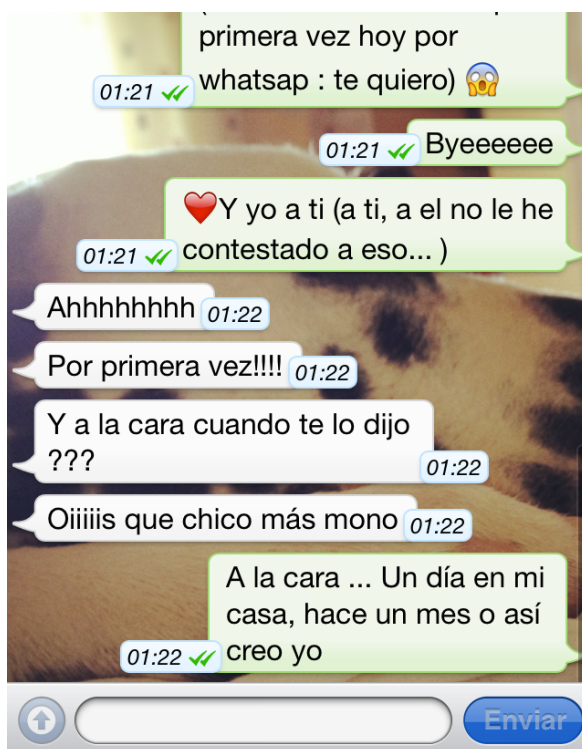 primera vez hoy por
whatsap : te quiero) 😱
01:21
Byeeeeee
01:21
❤️Y yo a ti (a ti, a el no le he
contestado a eso... )
01:21
Ahhhhhhhh
01:22
Por primera vez!!!!
01:22
Y a la cara cuando te lo dijo
???
01:22
Oiiiiis que chico más mono
01:22
A la cara ... Un día en mi
casa, hace un mes o así
creo yo
01:22
Enviar